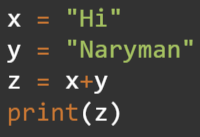 x = "Hi"
y = "Naryman"
z = x+y
print(z)